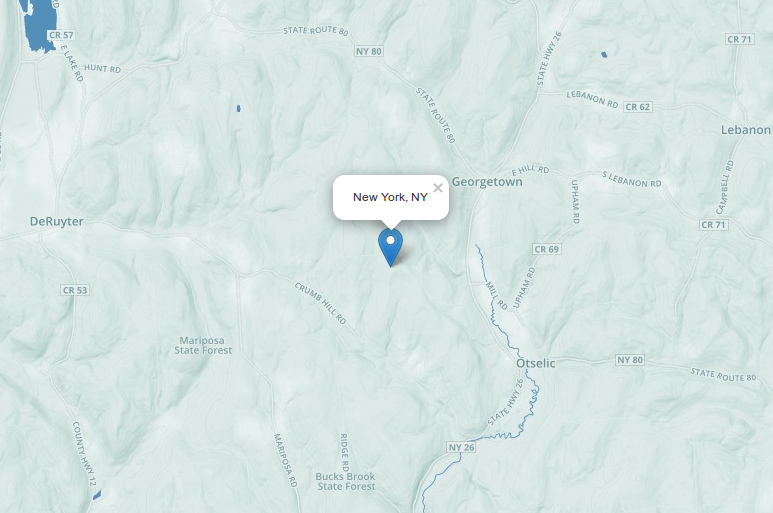 STATE ROUTE 80
CR 57
E LAKE RD
HUNT RD
NY 80
STATE HWY 26
CR 71
STATE ROUTE 80
LEBANON RD
CR 62
Lebanon
E HILL RD
S LEBANON RD
Georgetown
New York, NY
×
UPHAM RD
CAMPBELL RD
DeRuyter
CR 71
CR 69
CR 53
CRUMB HILL RD
MILL RD
UPHAM RD
Mariposa
State Forest
Otselic
NY 80
STATE ROUTE 80
STATE HWY 26
COUNTY HWY 12
MARIPOSA RD
RIDGE RD
NY 26
Bucks Brook
State Forest